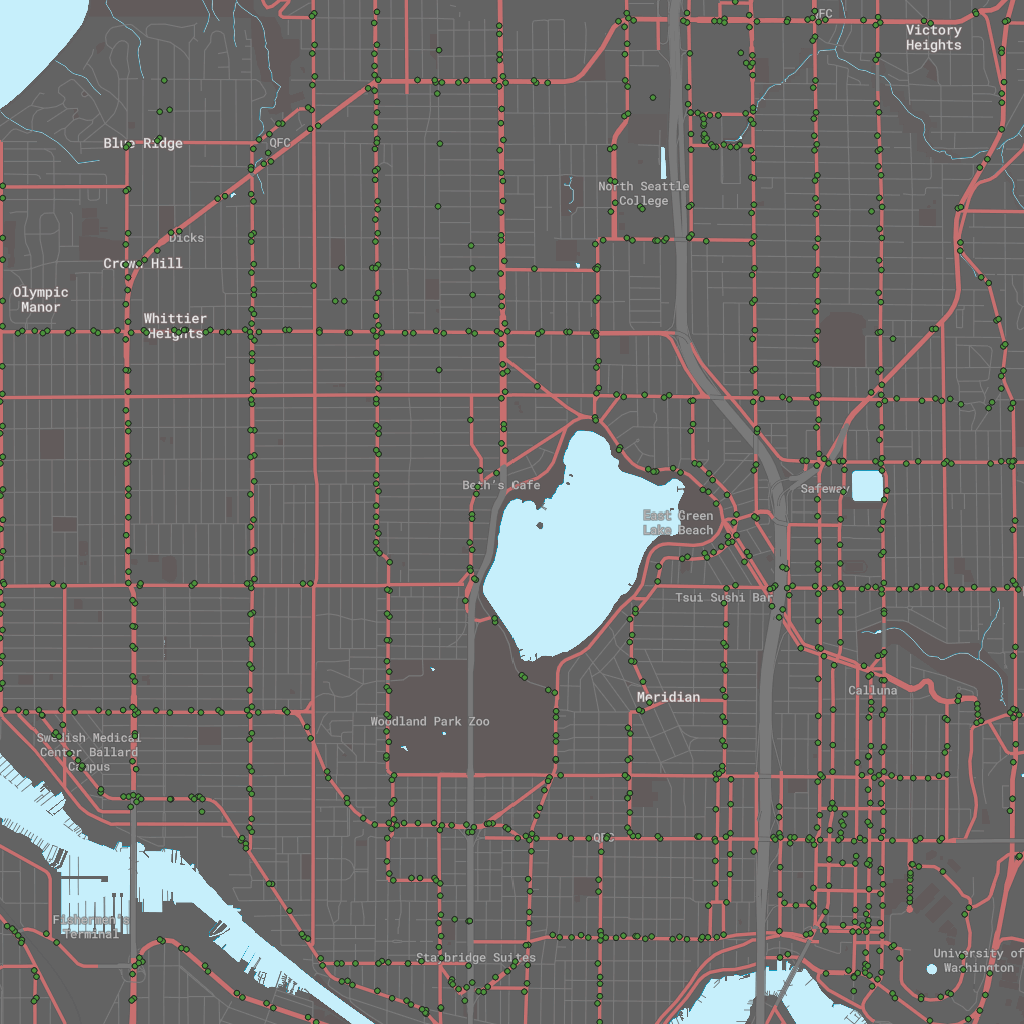 QFC
Victory
Heights
Blue Ridge
QFC
North Seattle
College
Dicks
Crown Hill
Olympic
Manor
Whittier
Heights
Beth's Cafe
Safeway
East Green
Lake Beach
Tsui Sushi Bar
Calluna
Meridian
Woodland Park Zoo
Swedish Medical
Center Ballard
Campus
QFC
Fishermen's
Terminal
Starbridge Suites
University of
Washington